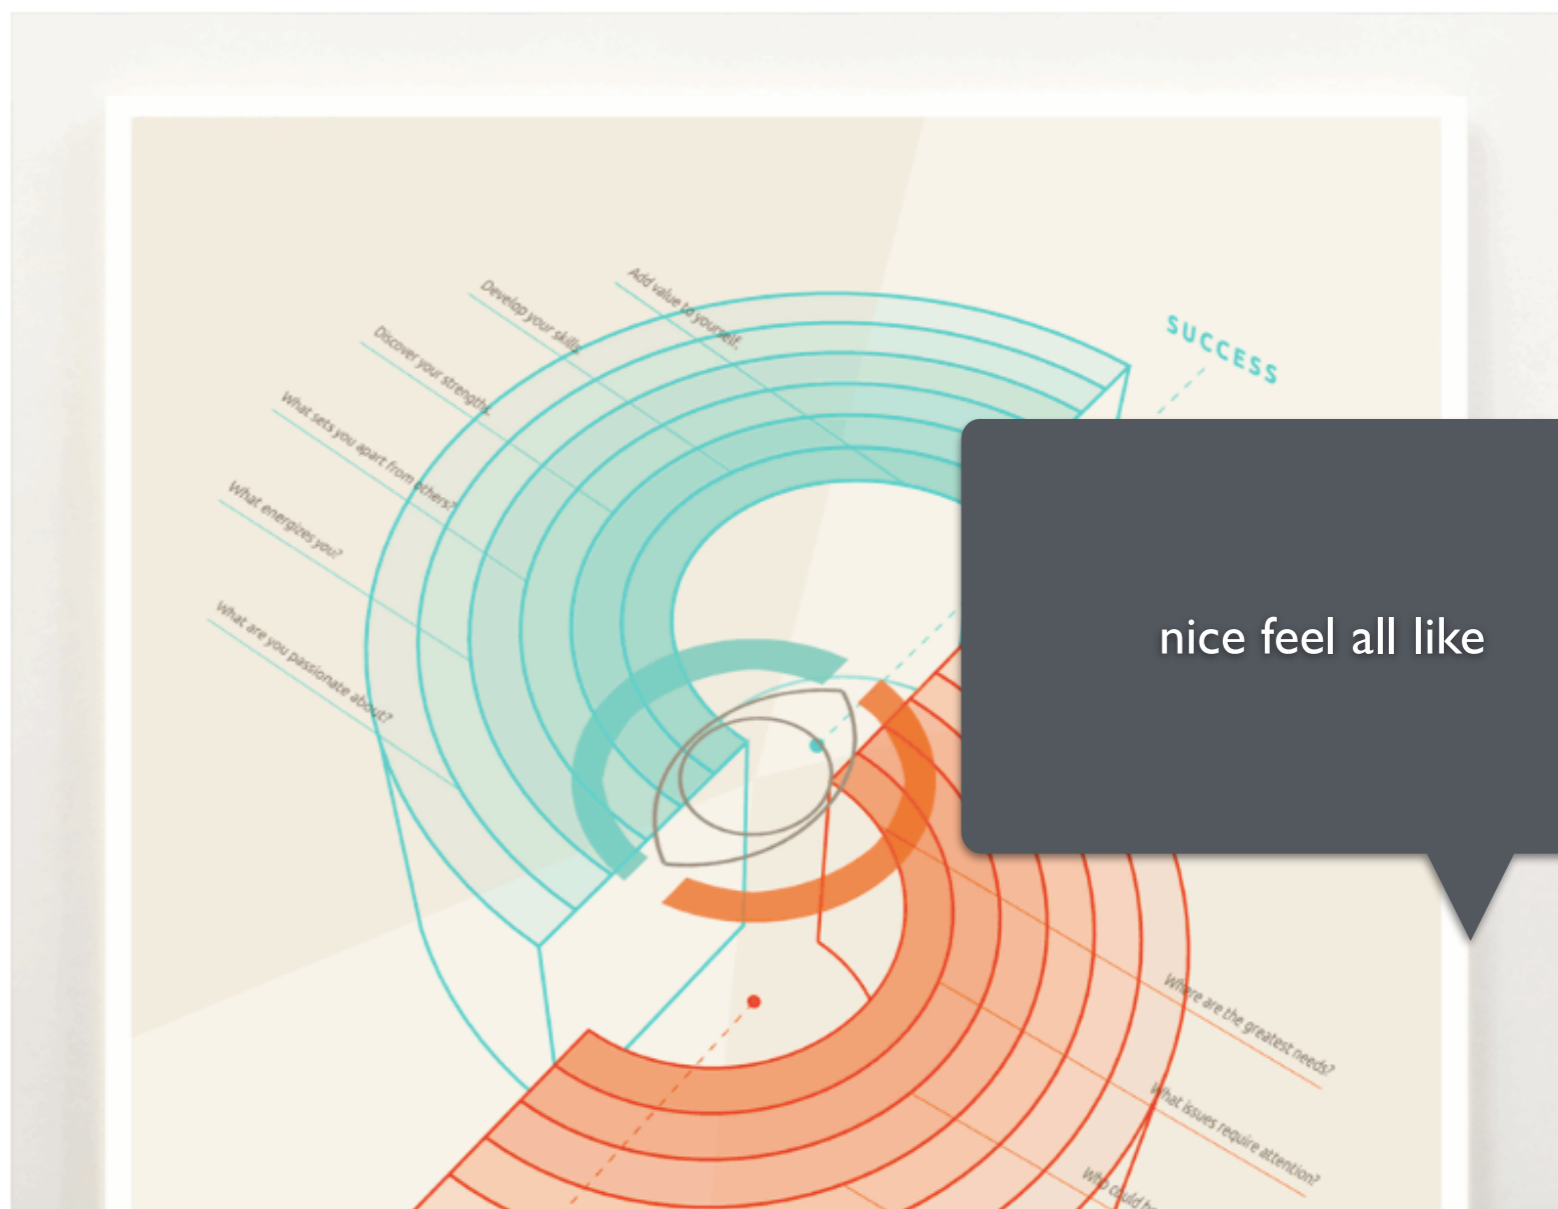 Add value to yourself.
Develop your skills.
Discover your strengths.
What sets you apart from others?
What energizes you?
What are you passionate about?
SUCCESS
nice feel all like
Where are the greatest needs?
What issues require attention?
Who could